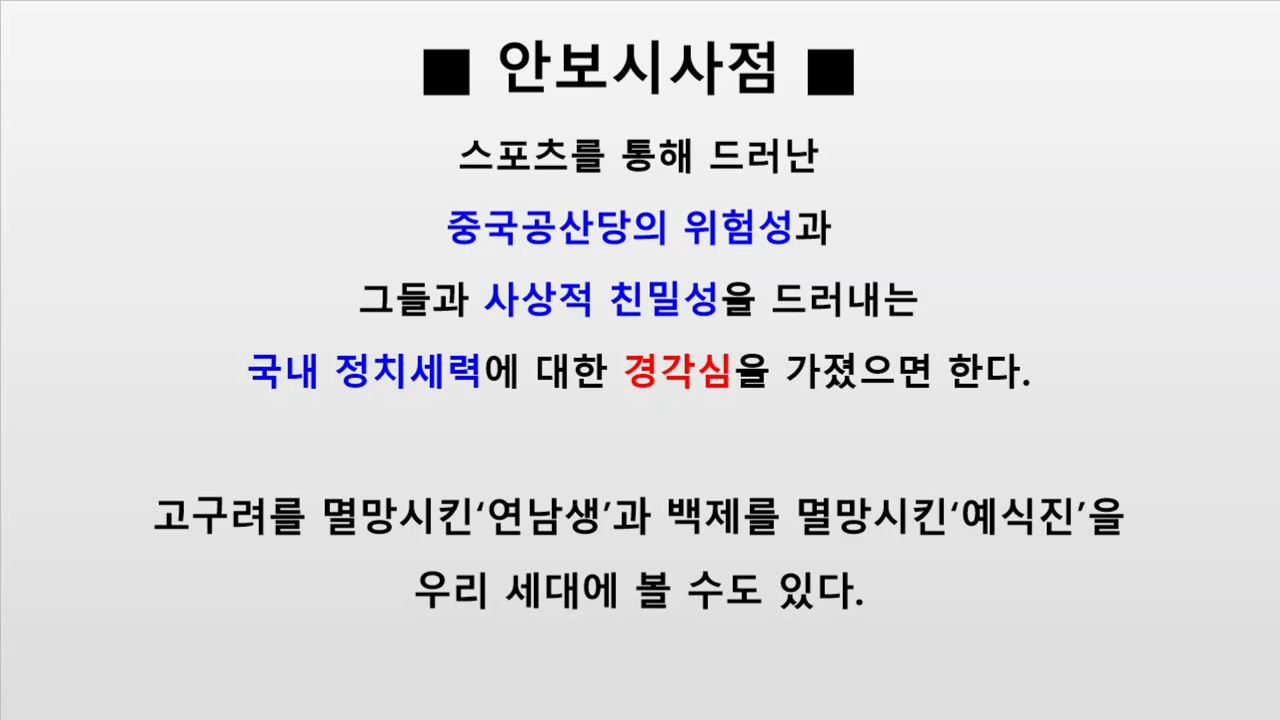 ■ 안보시사점 ■
스포츠를 통해 드러난
중국공산당의 위험성과
그들과 사상적 친밀성을 드러내는
국내 정치세력에 대한 경각심을 가졌으면 한다.
고구려를 멸망시킨‘연남생’과 백제를 멸망시킨‘예식진’을
우리 세대에 볼 수도 있다.